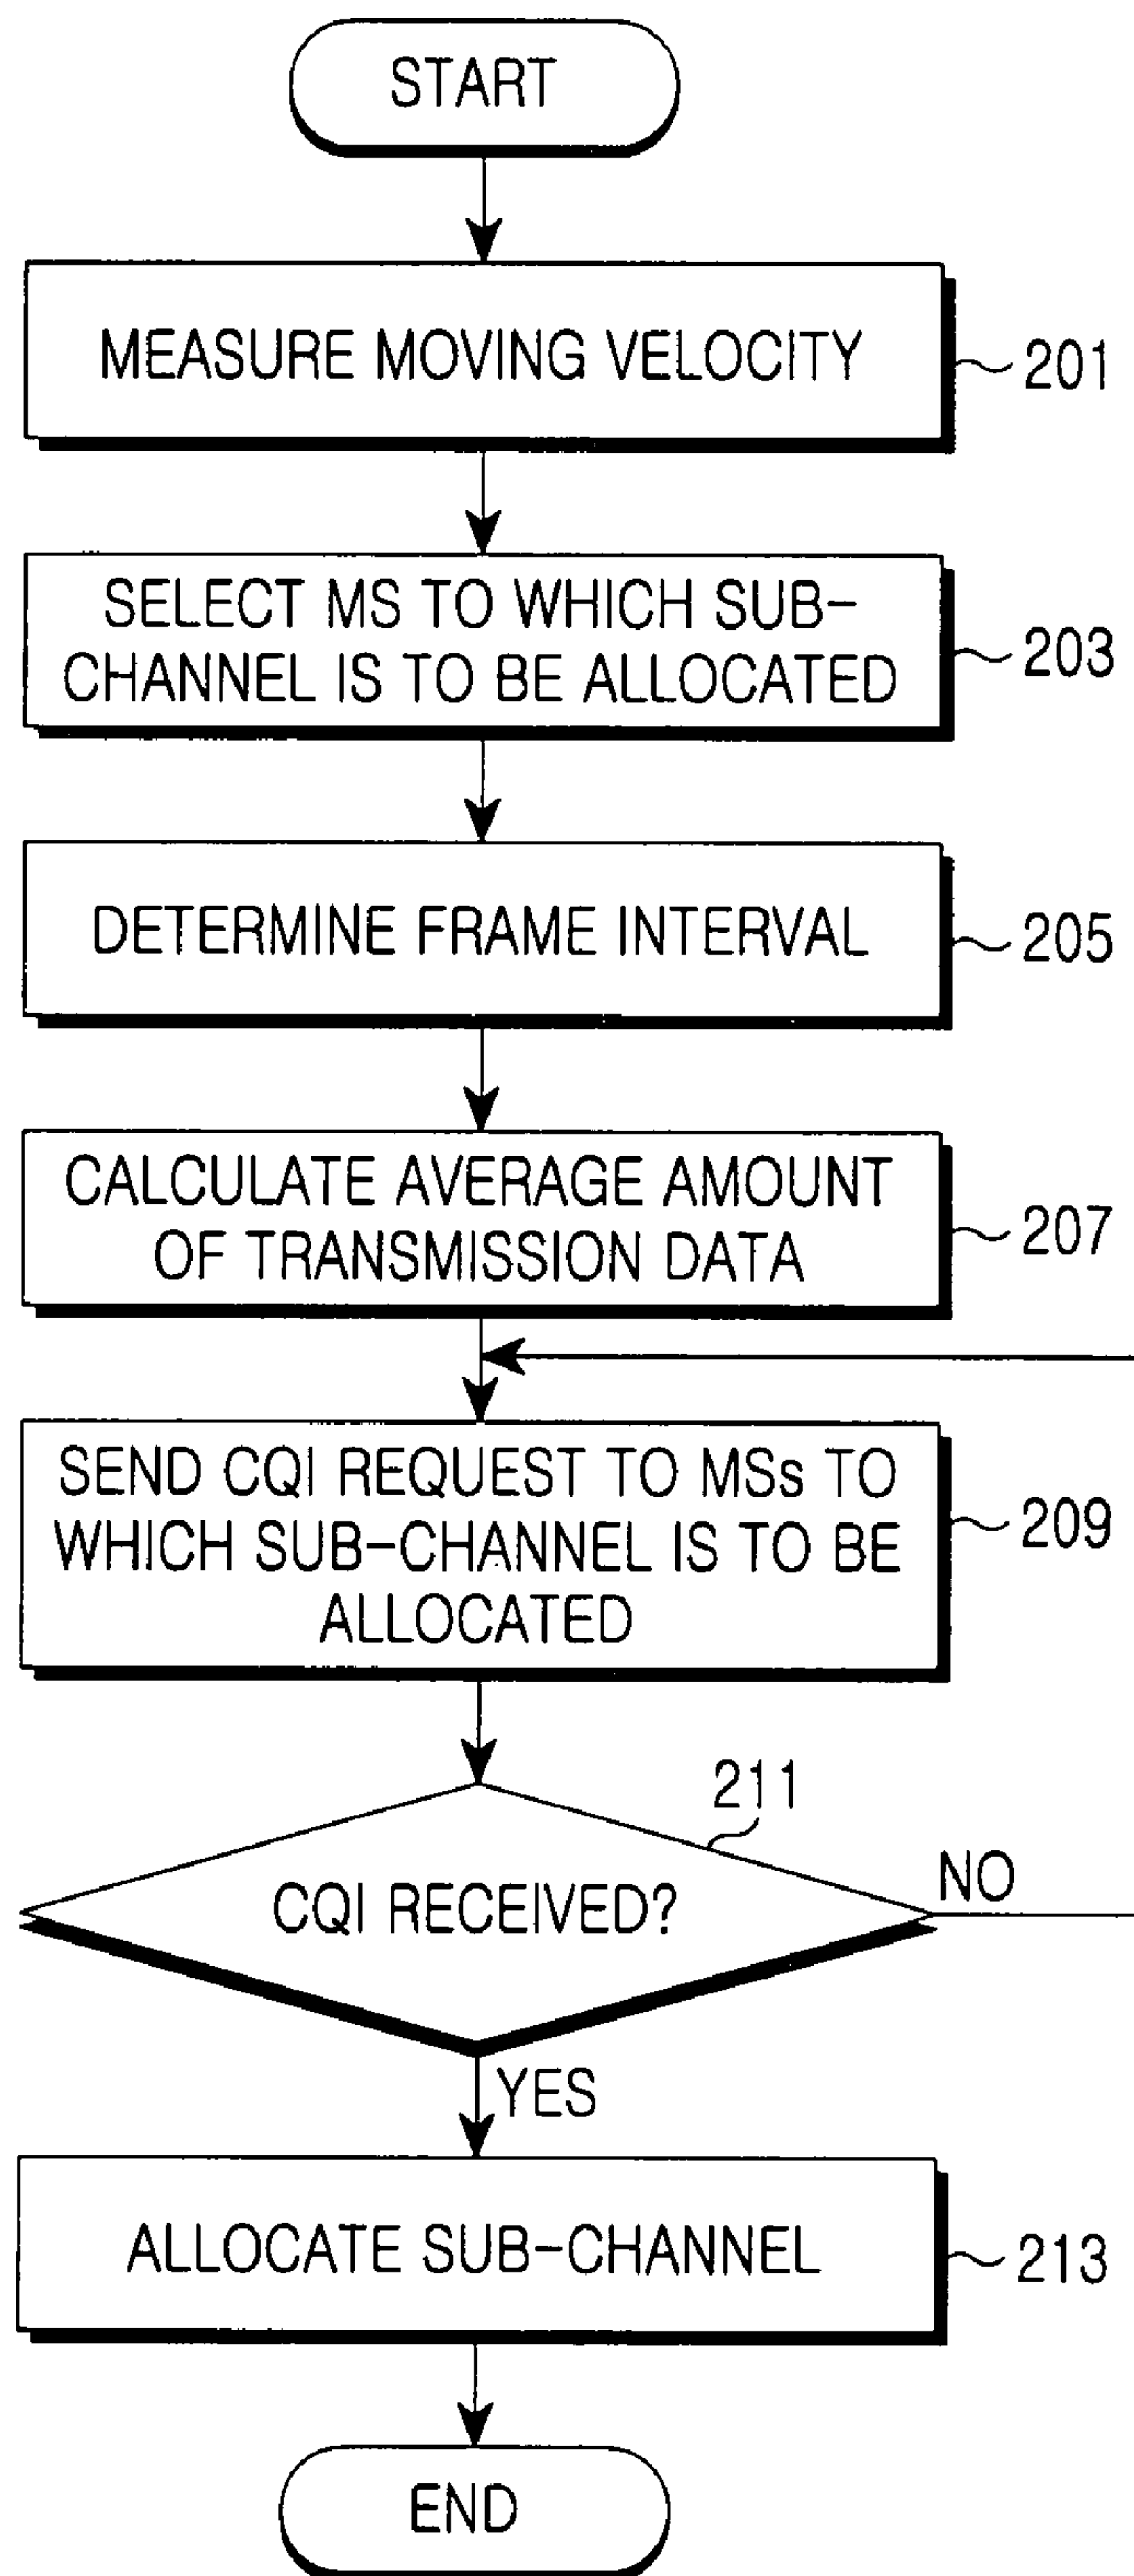 START
MEASURE MOVING VELOCITY
201
SELECT MS TO WHICH SUB-
CHANNEL IS TO BE ALLOCATED
203
DETERMINE FRAME INTERVAL
205
CALCULATE AVERAGE AMOUNT
OF TRANSMISSION DATA
207
SEND CQI REQUEST TO MSs TO
WHICH SUB-CHANNEL IS TO BE
ALLOCATED
209
211
CQI RECEIVED?
NO
YES
ALLOCATE SUB-CHANNEL
213
END